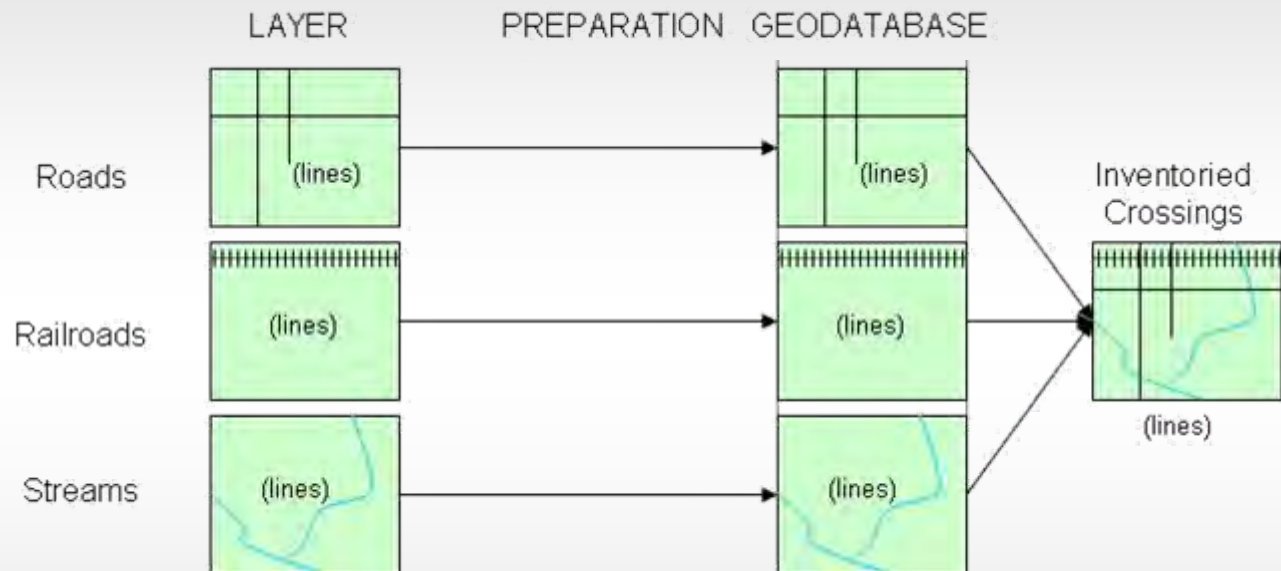 LAYER PREPARATION GEODATABASE
Roads
(lines)
(lines)
Inventoried
Crossings
Railroads
(lines)
(lines)
(lines)
Streams
(lines)
(lines)